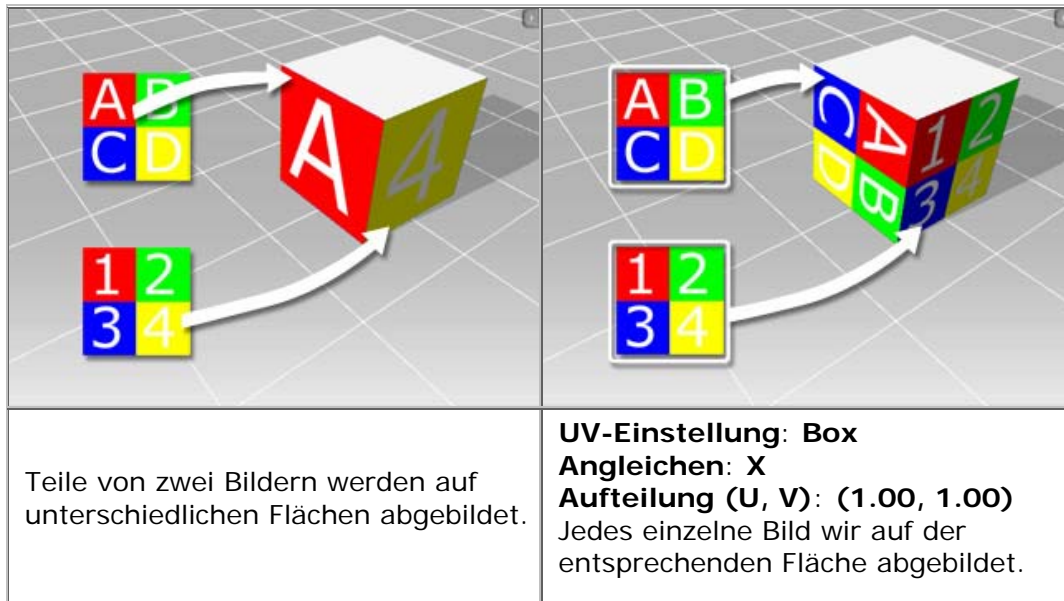 A B
C D
1 2
3 4
A 4
A B
C D
1 2
3 4
C A
D B
1 2
3 4
Teile von zwei Bildern werden auf
unterschiedlichen Flächen abgebildet.
UV-Einstellung: Box
Angleichen: X
Aufteilung (U, V): (1.00, 1.00)
Jedes einzelne Bild wir auf der
entsprechenden Fläche abgebildet.